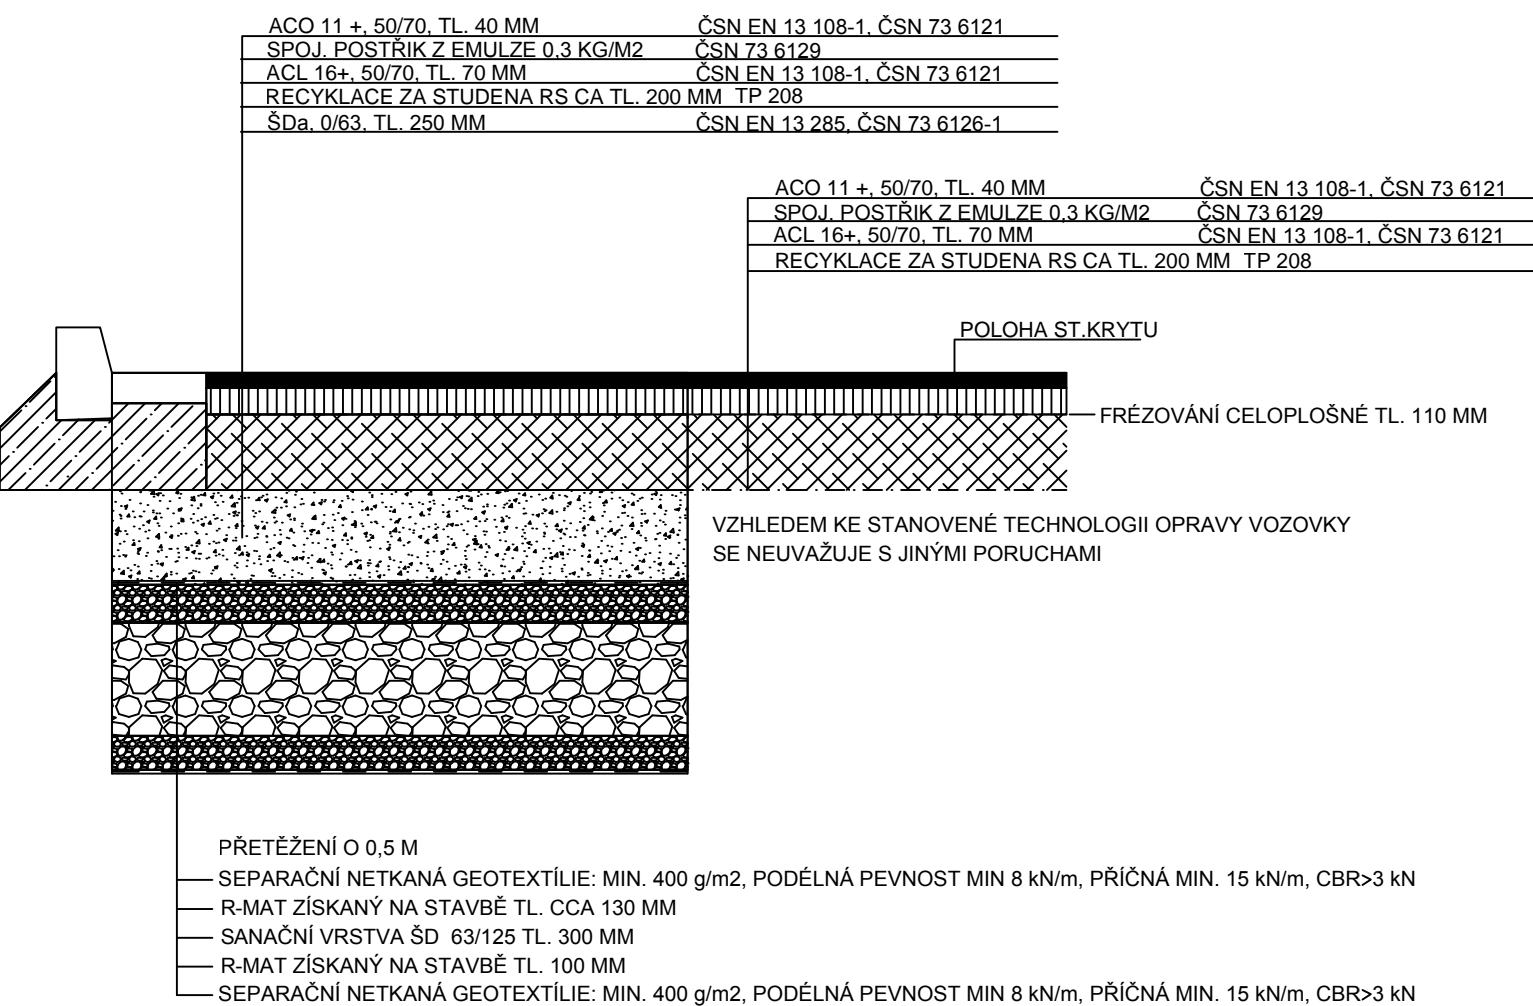 ACO 11 +, 50/70, TL. 40 MM ČSN EN 13 108-1, ČSN 73 6121
SPOJ. POSTŘIK Z EMULZE 0,3 KG/M2 ČSN 73 6129
ACL 16+, 50/70, TL. 70 MM ČSN EN 13 108-1, ČSN 73 6121
RECYKLACE ZA STUDENA RS CA TL. 200 MM TP 208
ŠDa, 0/63, TL. 250 MM ČSN EN 13 285, ČSN 73 6126-1
ACO 11 +, 50/70, TL. 40 MM ČSN EN 13 108-1, ČSN 73 6121
SPOJ. POSTŘIK Z EMULZE 0,3 KG/M2 ČSN 73 6129
ACL 16+, 50/70, TL. 70 MM ČSN EN 13 108-1, ČSN 73 6121
RECYKLACE ZA STUDENA RS CA TL. 200 MM TP 208
POLOHA ST.KRYTU
FRÉZOVÁNÍ CELOPLOŠNÉ TL. 110 MM
VZHLEDEM KE STANOVENÉ TECHNOLOGII OPRAVY VOZOVKY
SE NEUVAŽUJE S JINÝMI PORUCHAMI
PŘETĚŽENÍ O 0,5 M
SEPARAČNÍ NETKANÁ GEOTEXTÍLIE: MIN. 400 g/m2, PODÉLNÁ PEVNOST MIN 8 kN/m, PŘÍČNÁ MIN. 15 kN/m, CBR>3 kN
R-MAT ZÍSKANÝ NA STAVBĚ TL. CCA 130 MM
SANAČNÍ VRSTVA ŠD 63/125 TL. 300 MM
R-MAT ZÍSKANÝ NA STAVBĚ TL. 100 MM
SEPARAČNÍ NETKANÁ GEOTEXTÍLIE: MIN. 400 g/m2, PODÉLNÁ PEVNOST MIN 8 kN/m, PŘÍČNÁ MIN. 15 kN/m, CBR>3 kN